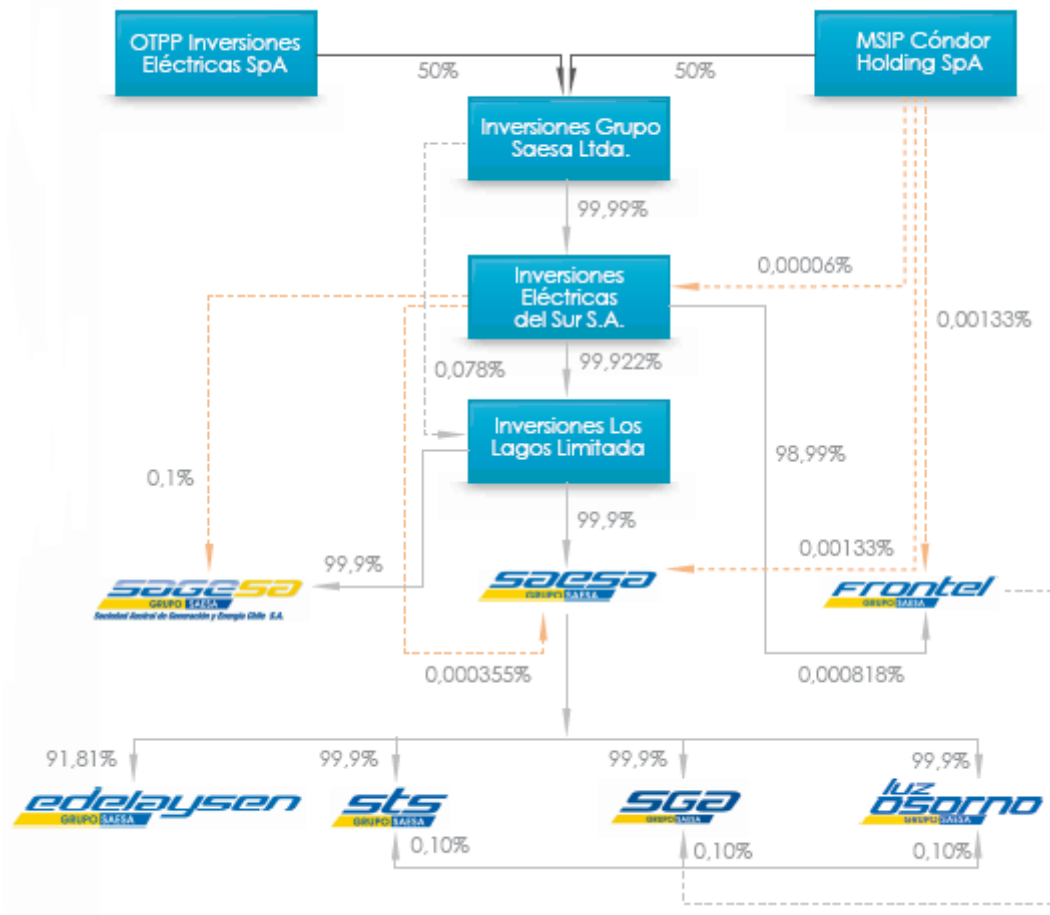 OTPP Inversiones
Eléctricas SpA
MSIP Cóndor
Holding SpA
50%
50%
Inversiones Grupo
Saesa Ltda.
99,99%
Inversiones
Eléctricas
del Sur S.A.
0,00006%
0,00133%
0,078%
99,922%
Inversiones Los
Lagos Limitada
98,99%
0,1%
99,9%
0,00133%
99,9%
sagesa
GRUPO SAESA
Sociedad Austral de Generación y Energía Chile S.A.
saesa
GRUPO SAESA
Frontel
GRUPO SAESA
0,000355%
0,000818%
91,81%
99,9%
99,9%
99,9%
edelaysen
GRUPO SAESA
sts
GRUPO SAESA
SGA
GRUPO SAESA
luz
osorno
GRUPO SAESA
0,10%
0,10%
0,10%